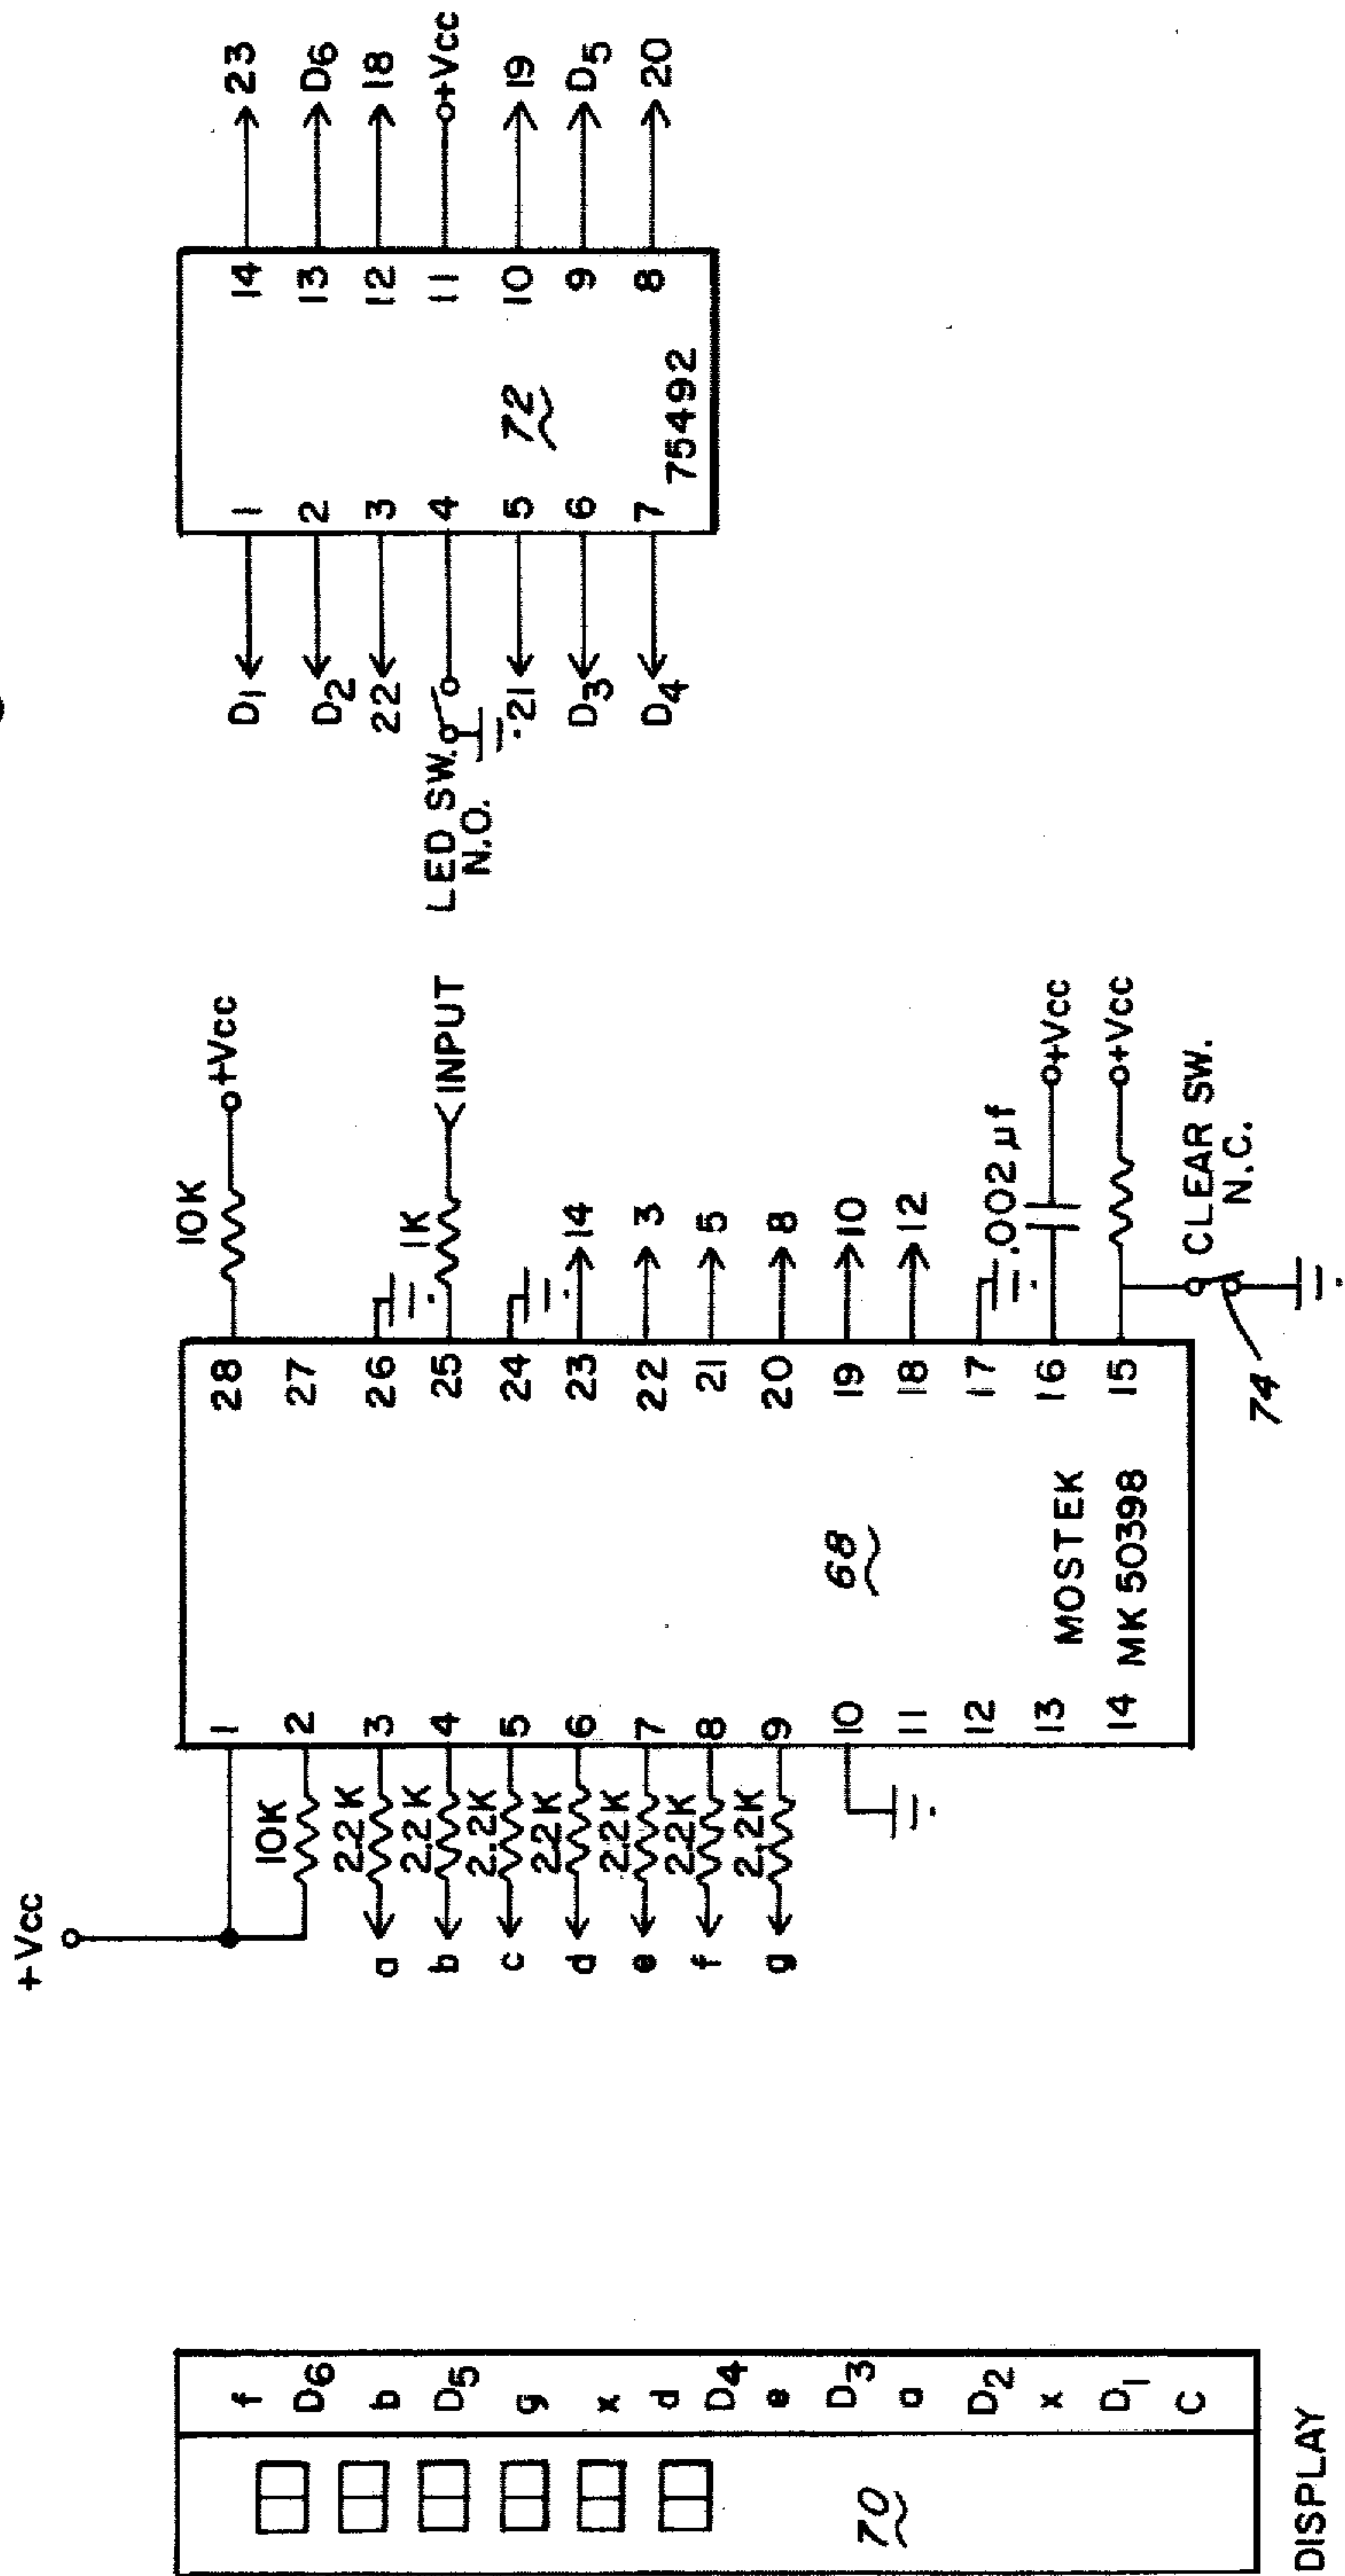 +Vcc
10K
2.2K
2.2K
2.2K
2.2K
2.2K
2.2K
2.2K
a
b
c
d
e
f
g
1
2
3
4
5
6
7
8
9
10
11
12
13
14
68
MOSTEK
MK 50398
28
27
26
25
24
23
22
21
20
19
18
17
16
15
10K
+Vcc
1K
INPUT
14
3
5
8
10
12
.002 µf
+Vcc
+Vcc
CLEAR SW.
N.C.
74
D1
D2
22
LED SW.
N.O.
21
D3
D4
1
2
3
4
5
6
7
72
75492
14
13
12
11
10
9
8
23
D6
18
+Vcc
19
D5
20
f
D6
b
D5
g
x
d
D4
e
D3
a
D2
x
D1
C
70
DISPLAY